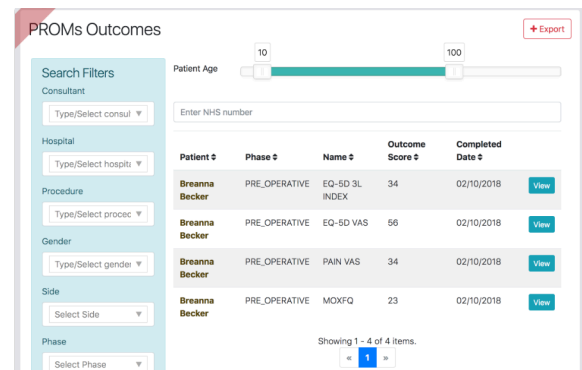 PROMs Outcomes
+ Export
Search Filters
Consultant
Type/Select consul
Hospital
Type/Select hospita
Procedure
Type/Select procec
Gender
Type/Select gender
Side
Select Side
Phase
Select Phase
Patient Age
10
100
Enter NHS number
Patient Phase Name Outcome Score Completed Date
Breanna Becker PRE_OPERATIVE EQ-5D 3L INDEX 34 02/10/2018 View
Breanna Becker PRE_OPERATIVE EQ-5D VAS 56 02/10/2018 View
Breanna Becker PRE_OPERATIVE PAIN VAS 34 02/10/2018 View
Breanna Becker PRE_OPERATIVE MOXFQ 23 02/10/2018 View
Showing 1 - 4 of 4 items.
« 1 »